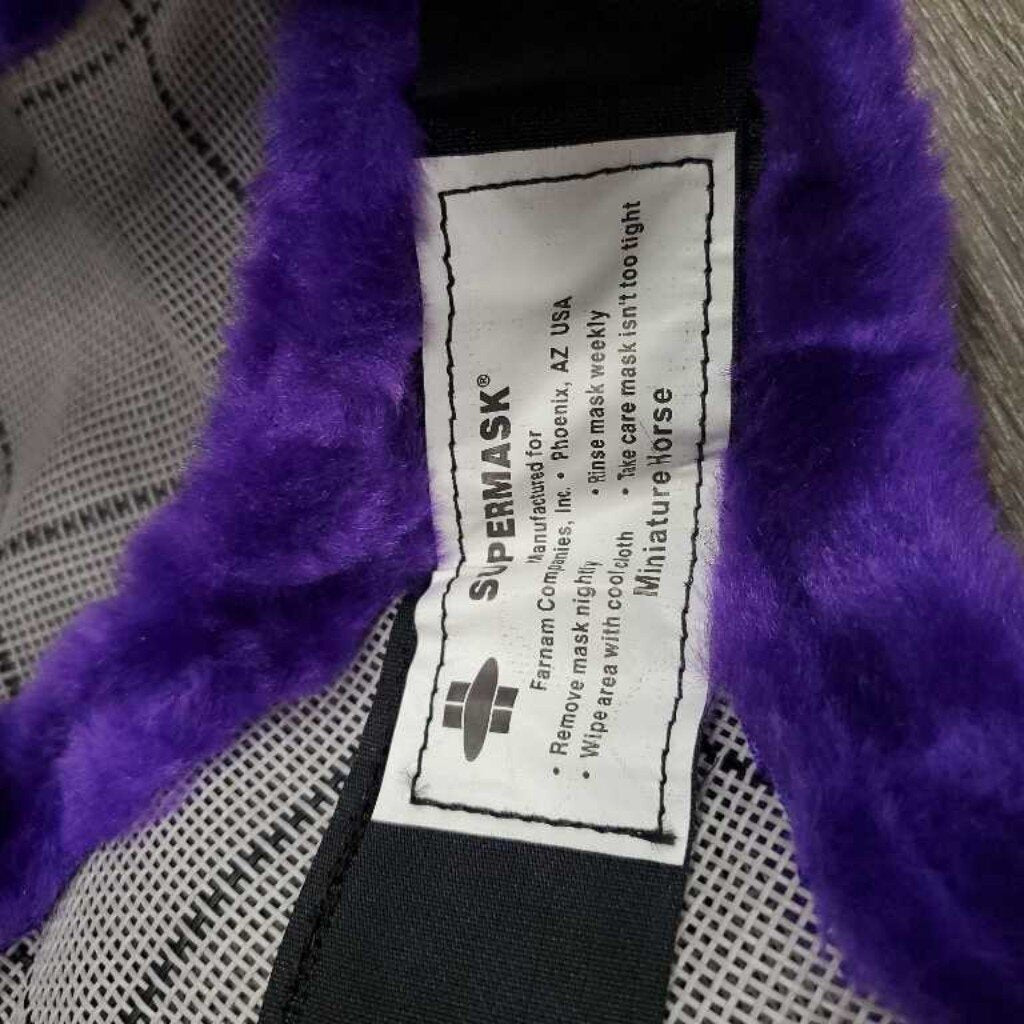 SUPERMASK®
Manufactured for
Farnam Companies, Inc. • Phoenix, AZ USA
• Remove mask nightly • Rinse mask weekly
• Wipe area with cool cloth • Take care mask isn't too tight
Miniature Horse